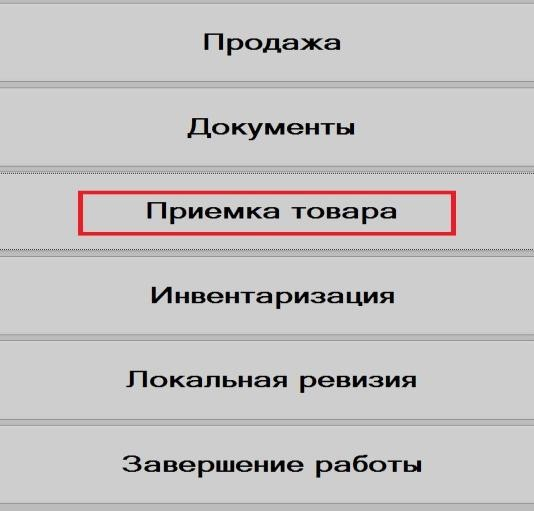 Продажа
Документы
Приемка товара
Инвентаризация
Локальная ревизия
Завершение работы